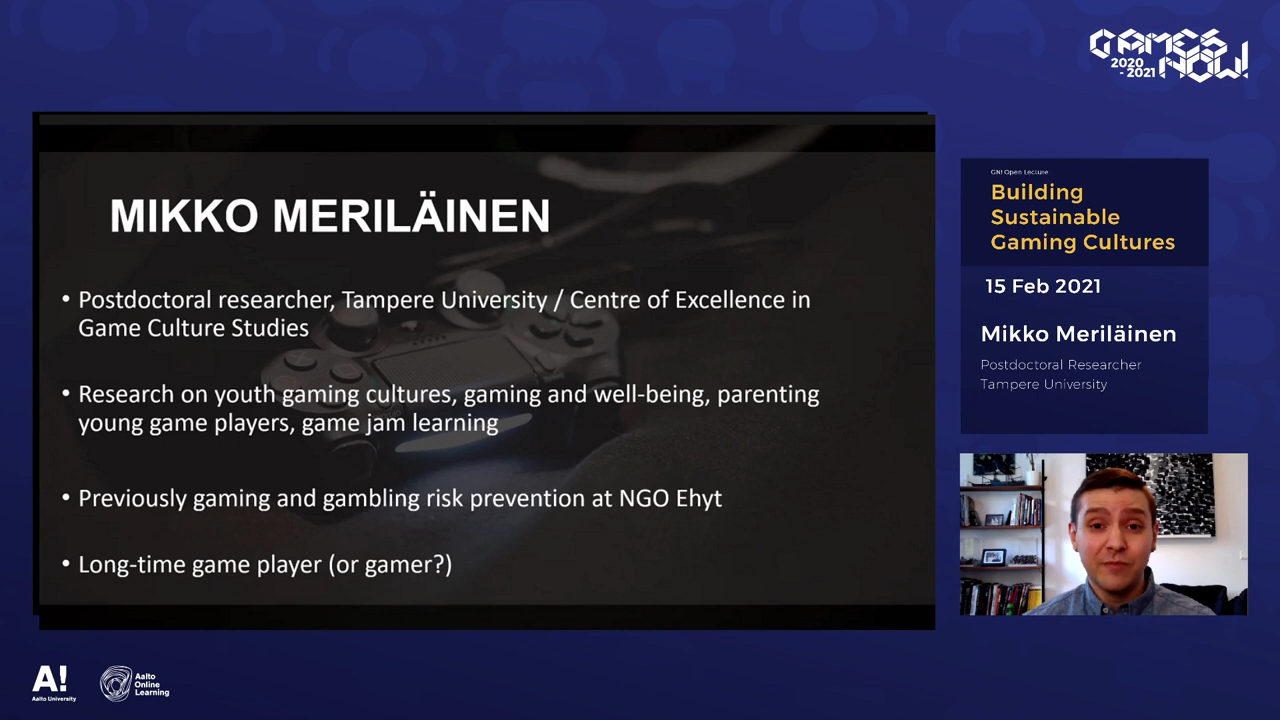 GAMES
2020
- 2021 NOW!
MIKKO MERILÄINEN
• Postdoctoral researcher, Tampere University / Centre of Excellence in
Game Culture Studies
• Research on youth gaming cultures, gaming and well-being, parenting
young game players, game jam learning
• Previously gaming and gambling risk prevention at NGO Ehyt
• Long-time game player (or gamer?)
GN! Open Lecture
Building
Sustainable
Gaming Cultures
15 Feb 2021
Mikko Meriläinen
Postdoctoral Researcher
Tampere University
A!
Aalto University
Aalto
Online
Learning